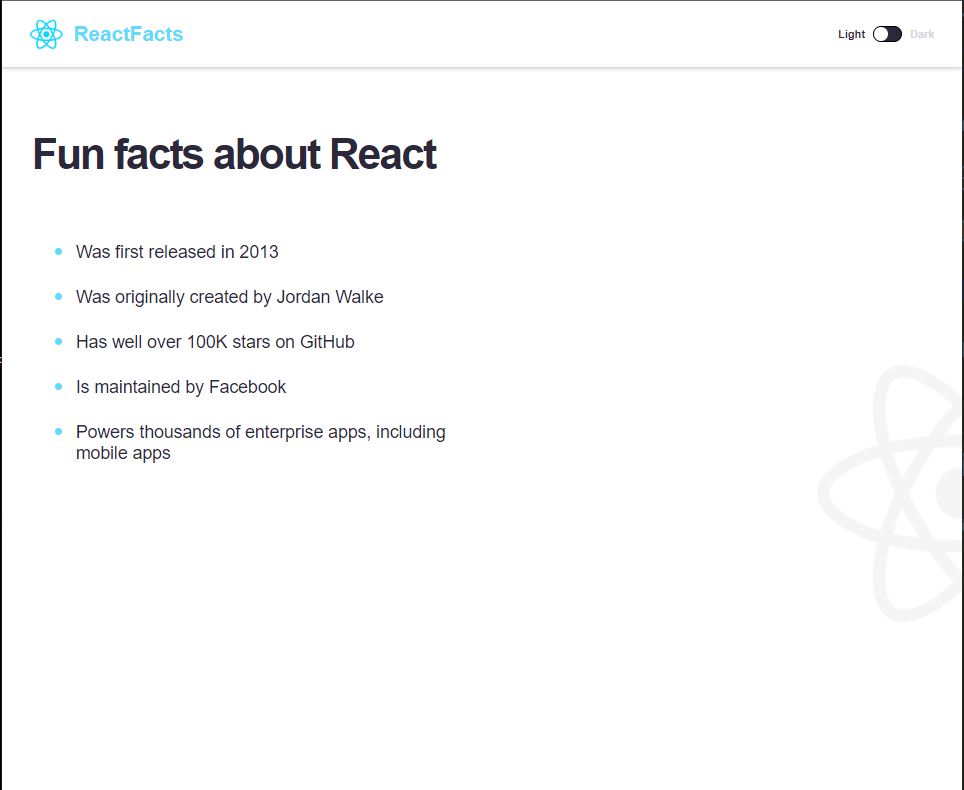 ReactFacts
Light Dark
Fun facts about React
Was first released in 2013
Was originally created by Jordan Walke
Has well over 100K stars on GitHub
Is maintained by Facebook
Powers thousands of enterprise apps, including
mobile apps